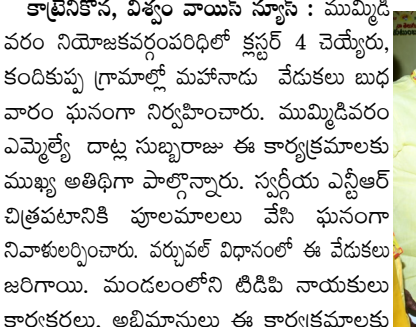 కాట్రేనికోన, విశ్వం వాయిస్ న్యూస్ : ముమ్మిడి
వరం నియోజకవర్గంపరిధిలో క్లస్టర్ 4 చెయ్యేరు,
కందికుప్ప గ్రామాల్లో మహానాడు వేడుకలు బుధ
వారం ఘనంగా నిర్వహించారు. ముమ్మిడివరం
ఎమ్మెల్యే దాట్ల సుబ్బరాజు ఈ కార్యక్రమాలకు
ముఖ్య అతిథిగా పాల్గొన్నారు. స్వర్గీయ ఎన్టీఆర్
చిత్రపటానికి పూలమాలలు వేసి ఘనంగా
నివాళులర్పించారు. వర్చువల్ విధానంలో ఈ వేడుకలు
జరిగాయి. మండలంలోని టిడిపి నాయకులు
కార్యకర్తలు, అభిమానులు ఈ కార్యక్రమాలకు